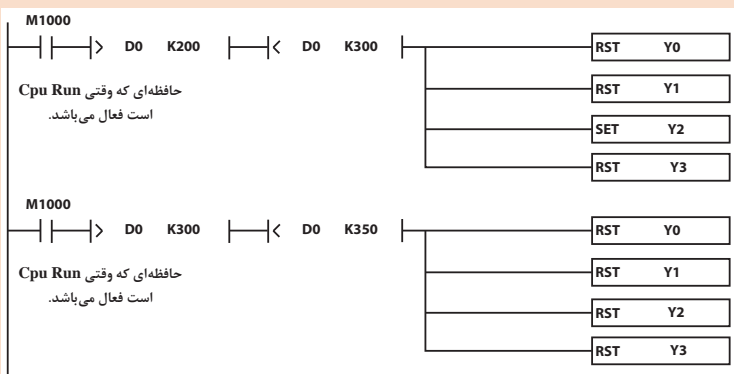 M1000
> D0 K200 < D0 K300 RST Y0
حافظه‌ای که وقتی Cpu Run
است فعال می‌باشد.
RST Y1
SET Y2
RST Y3
M1000
> D0 K300 < D0 K350 RST Y0
حافظه‌ای که وقتی Cpu Run
است فعال می‌باشد.
RST Y1
RST Y2
RST Y3